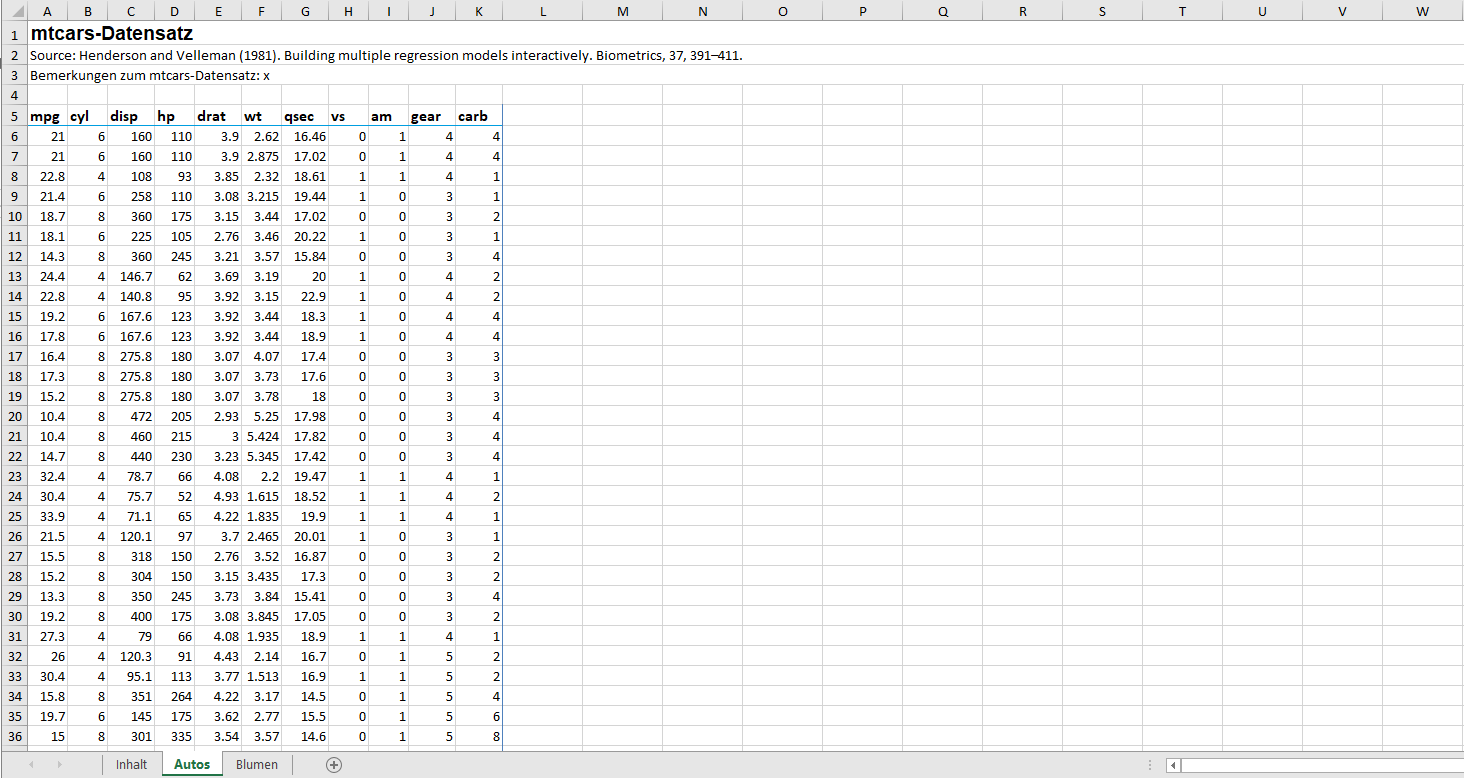 A B C D E F G H I J K L M N O P Q R S T U V W
1 mtcars-Datensatz
2 Source: Henderson and Velleman (1981). Building multiple regression models interactively. Biometrics, 37, 391–411.
3 Bemerkungen zum mtcars-Datensatz: x
4
5 mpg cyl disp hp drat wt qsec vs am gear carb
6 21 6 160 110 3.9 2.62 16.46 0 1 4 4
7 21 6 160 110 3.9 2.875 17.02 0 1 4 4
8 22.8 4 108 93 3.85 2.32 18.61 1 1 4 1
9 21.4 6 258 110 3.08 3.215 19.44 1 0 3 1
10 18.7 8 360 175 3.15 3.44 17.02 0 0 3 2
11 18.1 6 225 105 2.76 3.46 20.22 1 0 3 1
12 14.3 8 360 245 3.21 3.57 15.84 0 0 3 4
13 24.4 4 146.7 62 3.69 3.19 20 1 0 4 2
14 22.8 4 140.8 95 3.92 3.15 22.9 1 0 4 2
15 19.2 6 167.6 123 3.92 3.44 18.3 1 0 4 4
16 17.8 6 167.6 123 3.92 3.44 18.9 1 0 4 4
17 16.4 8 275.8 180 3.07 4.07 17.4 0 0 3 3
18 17.3 8 275.8 180 3.07 3.73 17.6 0 0 3 3
19 15.2 8 275.8 180 3.07 3.78 18 0 0 3 3
20 10.4 8 472 205 2.93 5.25 17.98 0 0 3 4
21 10.4 8 460 215 3 5.424 17.82 0 0 3 4
22 14.7 8 440 230 3.23 5.345 17.42 0 0 3 4
23 32.4 4 78.7 66 4.08 2.2 19.47 1 1 4 1
24 30.4 4 75.7 52 4.93 1.615 18.52 1 1 4 2
25 33.9 4 71.1 65 4.22 1.835 19.9 1 1 4 1
26 21.5 4 120.1 97 3.7 2.465 20.01 1 0 3 1
27 15.5 8 318 150 2.76 3.52 16.87 0 0 3 2
28 15.2 8 304 150 3.15 3.435 17.3 0 0 3 2
29 13.3 8 350 245 3.73 3.84 15.41 0 0 3 4
30 19.2 8 400 175 3.08 3.845 17.05 0 0 3 2
31 27.3 4 79 66 4.08 1.935 18.9 1 1 4 1
32 26 4 120.3 91 4.43 2.14 16.7 0 1 5 2
33 30.4 4 95.1 113 3.77 1.513 16.9 1 1 5 2
34 15.8 8 351 264 4.22 3.17 14.5 0 1 5 4
35 19.7 6 145 175 3.62 2.77 15.5 0 1 5 6
36 15 8 301 335 3.54 3.57 14.6 0 1 5 8
Inhalt Autos Blumen